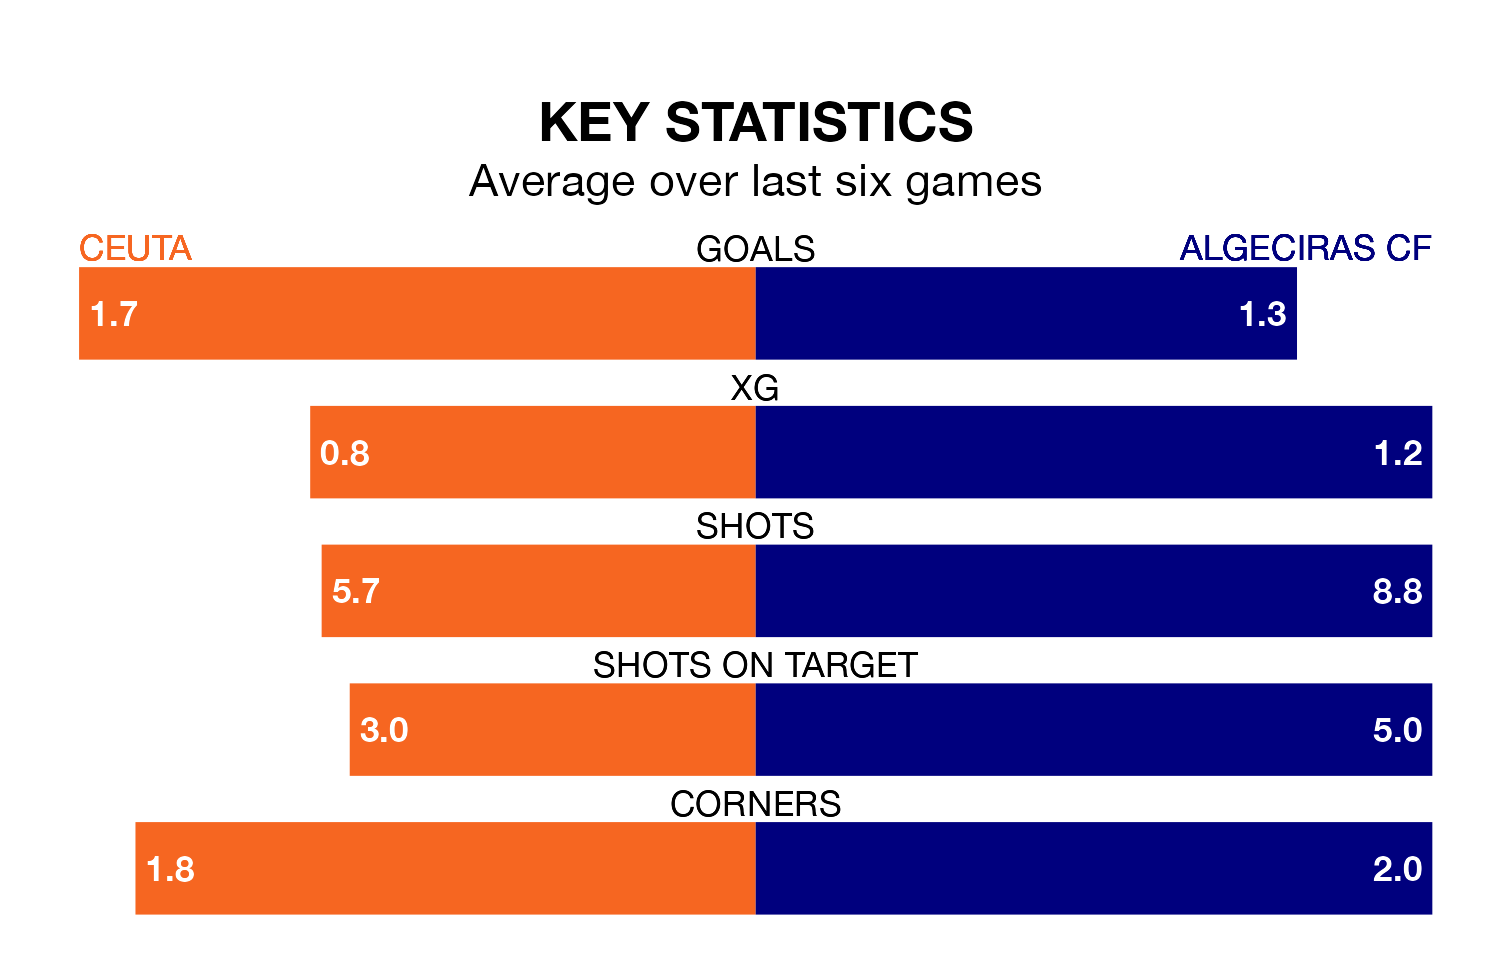 KEY STATISTICS
Average over last six games
CEUTA GOALS ALGECIRAS CF
1.7 1.3
XG
0.8 1.2
SHOTS
5.7 8.8
SHOTS ON TARGET
3.0 5.0
CORNERS
1.8 2.0